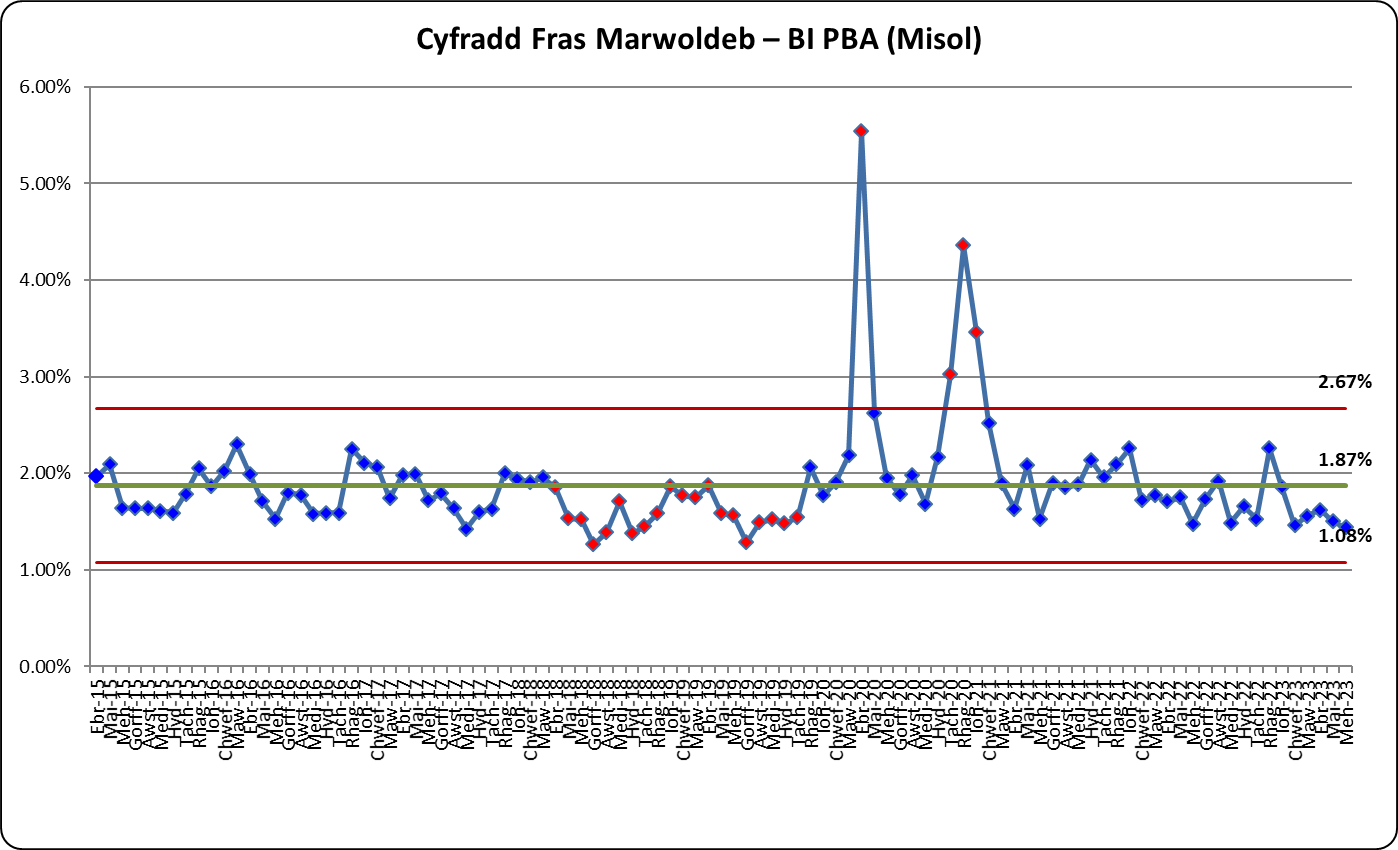 Cyfradd Fras Marwoldeb – BI PBA (Misol)
6.00%
5.00%
4.00%
3.00%
2.00%
1.00%
0.00%
2.67%
1.87%
1.08%
Ebr-15
Mai-15
Meh-15
Gorff-15
Awst-15
Medi-15
Hyd-15
Tach-15
Rhag-15
Ion-16
Chwef-16
Maw-16
Ebr-16
Mai-16
Meh-16
Gorff-16
Awst-16
Medi-16
Hyd-16
Tach-16
Rhag-16
Ion-17
Chwef-17
Maw-17
Ebr-17
Mai-17
Meh-17
Gorff-17
Awst-17
Medi-17
Hyd-17
Tach-17
Rhag-17
Ion-18
Chwef-18
Maw-18
Ebr-18
Mai-18
Meh-18
Gorff-18
Awst-18
Medi-18
Hyd-18
Tach-18
Rhag-18
Ion-19
Chwef-19
Maw-19
Ebr-19
Mai-19
Meh-19
Gorff-19
Awst-19
Medi-19
Hyd-19
Tach-19
Rhag-19
Ion-20
Chwef-20
Maw-20
Ebr-20
Mai-20
Meh-20
Gorff-20
Awst-20
Medi-20
Hyd-20
Tach-20
Rhag-20
Ion-21
Chwef-21
Maw-21
Ebr-21
Mai-21
Meh-21
Gorff-21
Awst-21
Medi-21
Hyd-21
Tach-21
Rhag-21
Ion-22
Chwef-22
Maw-22
Ebr-22
Mai-22
Meh-22
Gorff-22
Awst-22
Medi-22
Hyd-22
Tach-22
Rhag-22
Ion-23
Chwef-23
Maw-23
Ebr-23
Mai-23
Meh-23